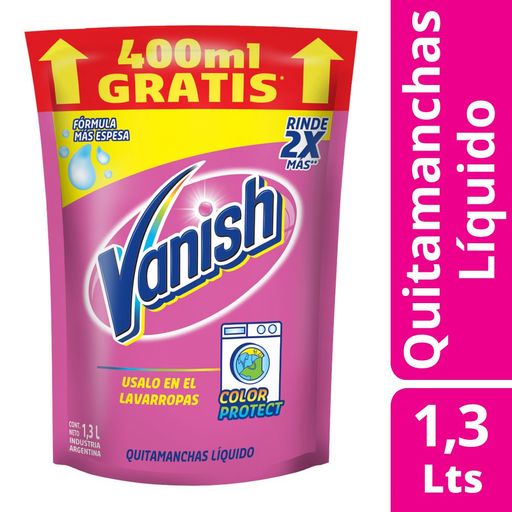 400ml
GRATIS*
FÓRMULA
MÁS ESPESA
RINDE
2X
MÁS**
Vanish
USALO EN EL
LAVARROPAS
COLOR
PROTECT
CONT.
NETO 1,3 L
INDUSTRIA
ARGENTINA
QUITAMANCHAS LÍQUIDO
Quitamanchas
Líquido
1,3
Lts